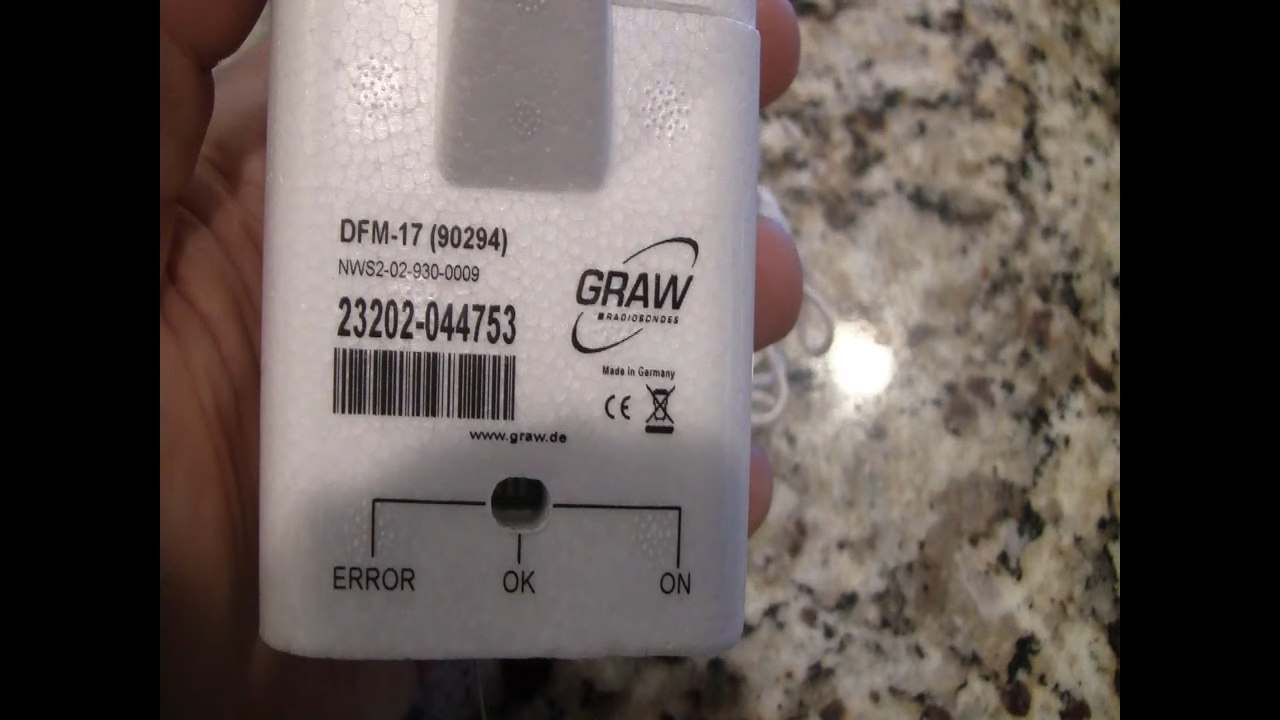 DFM-17 (90294)
NWS2-02-930-0009
23202-044753
GRAW
RADIOSONDES
Made in Germany
CE
www.graw.de
ERROR
OK
ON